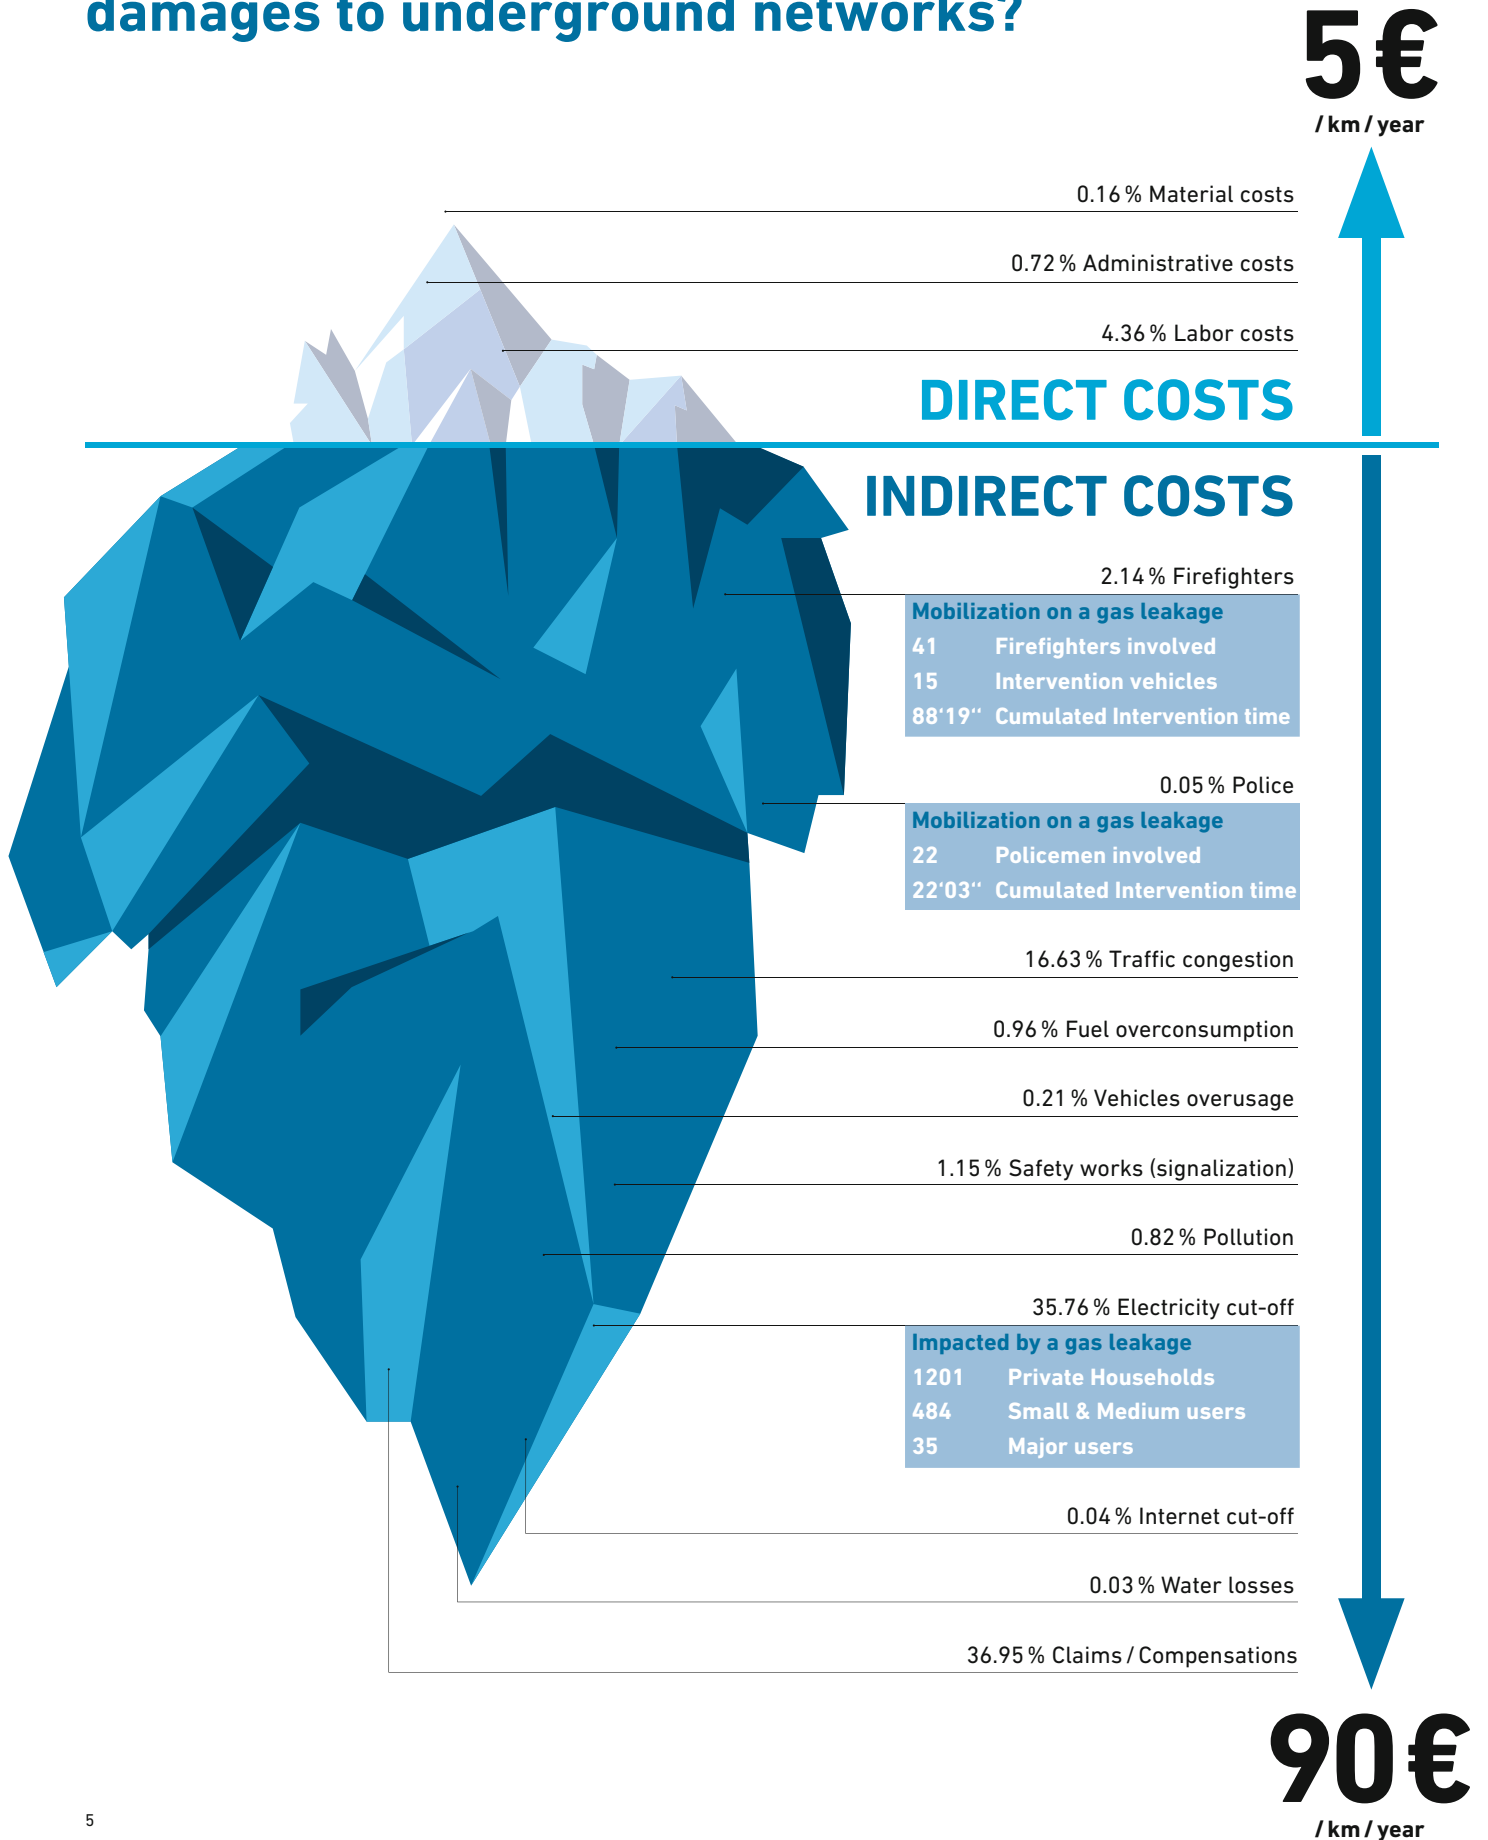 damages to underground networks?
5 €
/ km / year
0.16 % Material costs
0.72 % Administrative costs
4.36 % Labor costs
DIRECT COSTS
INDIRECT COSTS
2.14 % Firefighters
Mobilization on a gas leakage
41 Firefighters involved
15 Intervention vehicles
88‘19“ Cumulated Intervention time
0.05 % Police
Mobilization on a gas leakage
22 Policemen involved
22‘03“ Cumulated Intervention time
16.63 % Traffic congestion
0.96 % Fuel overconsumption
0.21 % Vehicles overusage
1.15 % Safety works (signalization)
0.82 % Pollution
35.76 % Electricity cut-off
Impacted by a gas leakage
1201 Private Households
484 Small & Medium users
35 Major users
0.04 % Internet cut-off
0.03 % Water losses
36.95 % Claims / Compensations
90 €
/ km / year
5